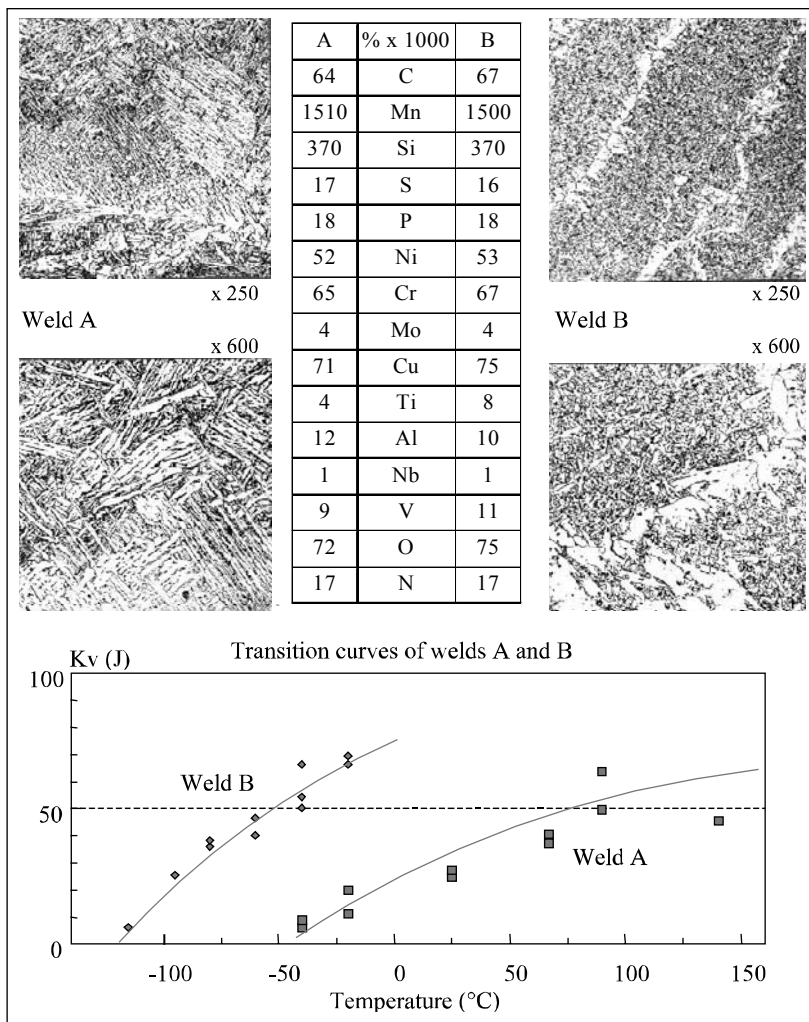 A % x 1000 B
64 C 67
1510 Mn 1500
370 Si 370
17 S 16
18 P 18
52 Ni 53
65 Cr 67
4 Mo 4
71 Cu 75
4 Ti 8
12 Al 10
1 Nb 1
9 V 11
72 O 75
17 N 17
x 250
Weld A
x 600
x 250
Weld B
x 600
Kv (J)
Transition curves of welds A and B
100
Weld B
50
Weld A
0
-100 -50 0 50 100 150
Temperature (°C)